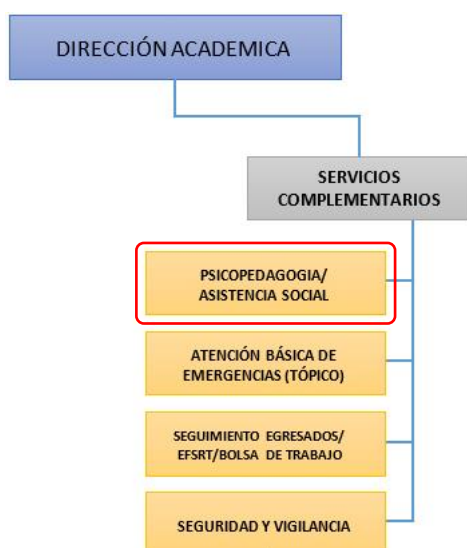 DIRECCIÓN ACADEMICA
SERVICIOS
COMPLEMENTARIOS
PSICOPEDAGOGIA/
ASISTENCIA SOCIAL
ATENCIÓN BÁSICA DE
EMERGENCIAS (TÓPICO)
SEGUIMIENTO EGRESADOS/
EFSRT/BOLSA DE TRABAJO
SEGURIDAD Y VIGILANCIA